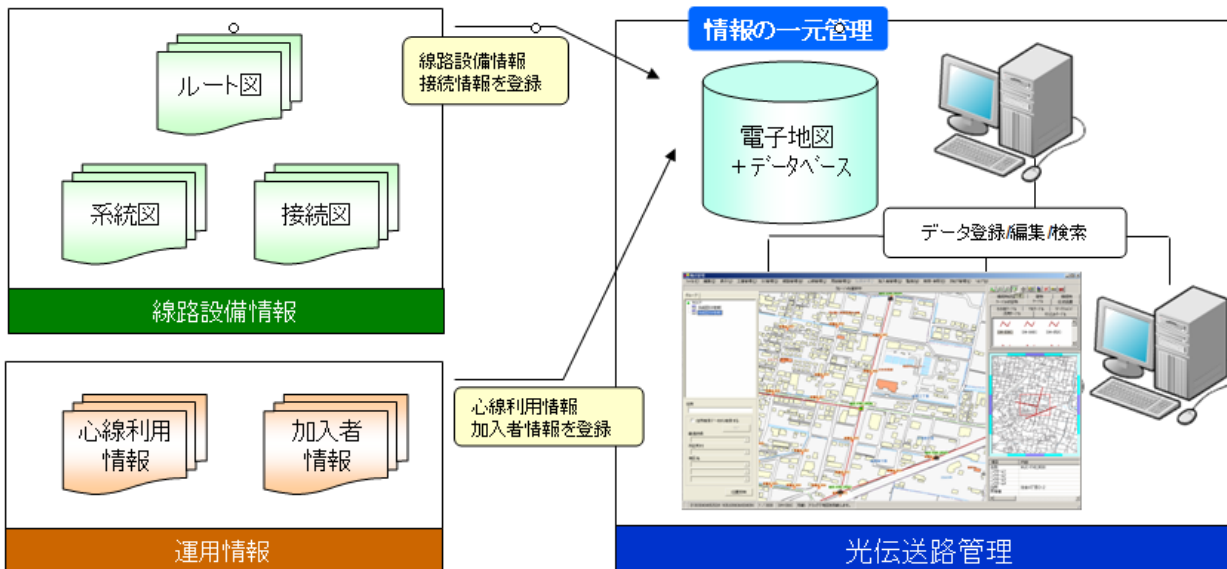 ルート図
系統図
接続図
線路設備情報
線路設備情報
接続情報を登録
心線利用
情報
加入者
情報
運用情報
心線利用情報
加入者情報を登録
情報の一元管理
電子地図
+データベース
データ登録/編集/検索
光伝送路管理